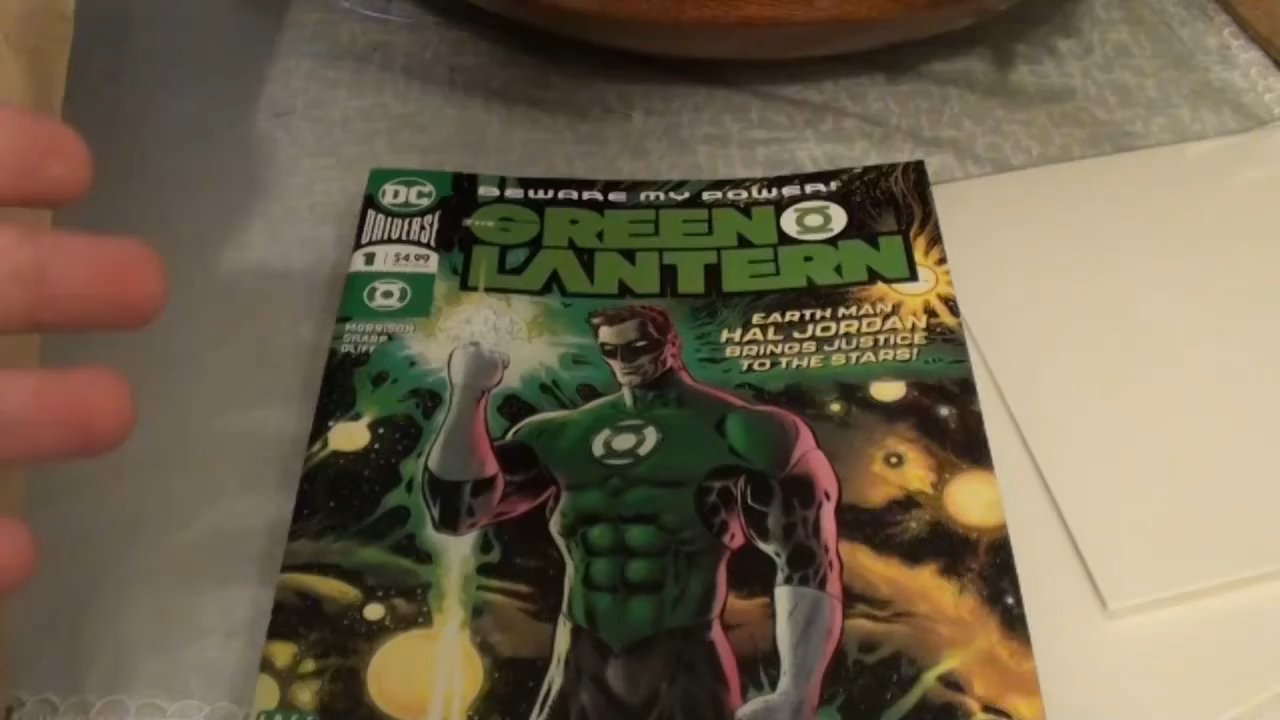 DC
UNIVERSE
1 | $4.99
MORRISON
SHARP
OLIFF
BEWARE MY POWER!
THE
GREEN
LANTERN
EARTH MAN
HAL JORDAN
BRINGS JUSTICE
TO THE STARS!